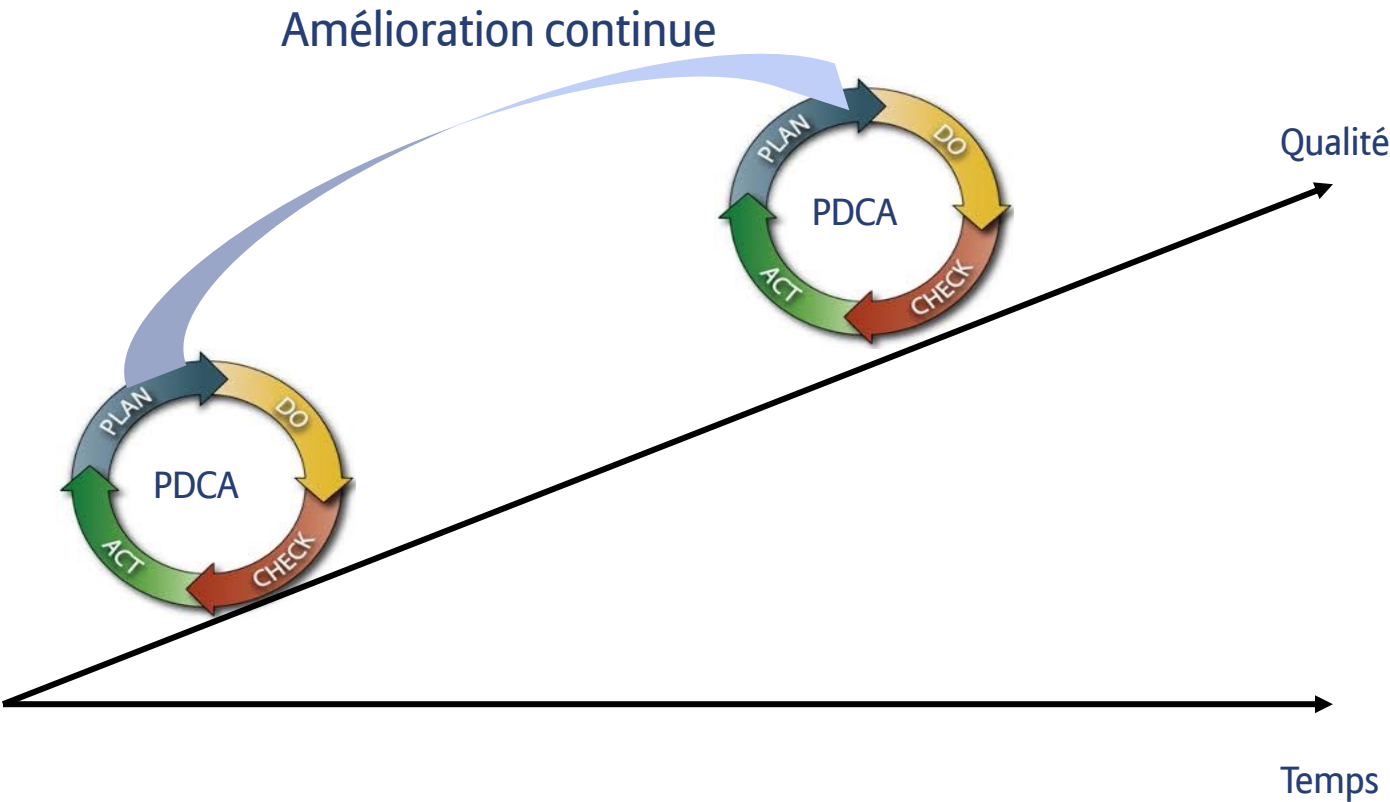 Amélioration continue
PLAN
DO
PDCA
ACT
CHECK
Qualité
PLAN
DO
PDCA
ACT
CHECK
Temps